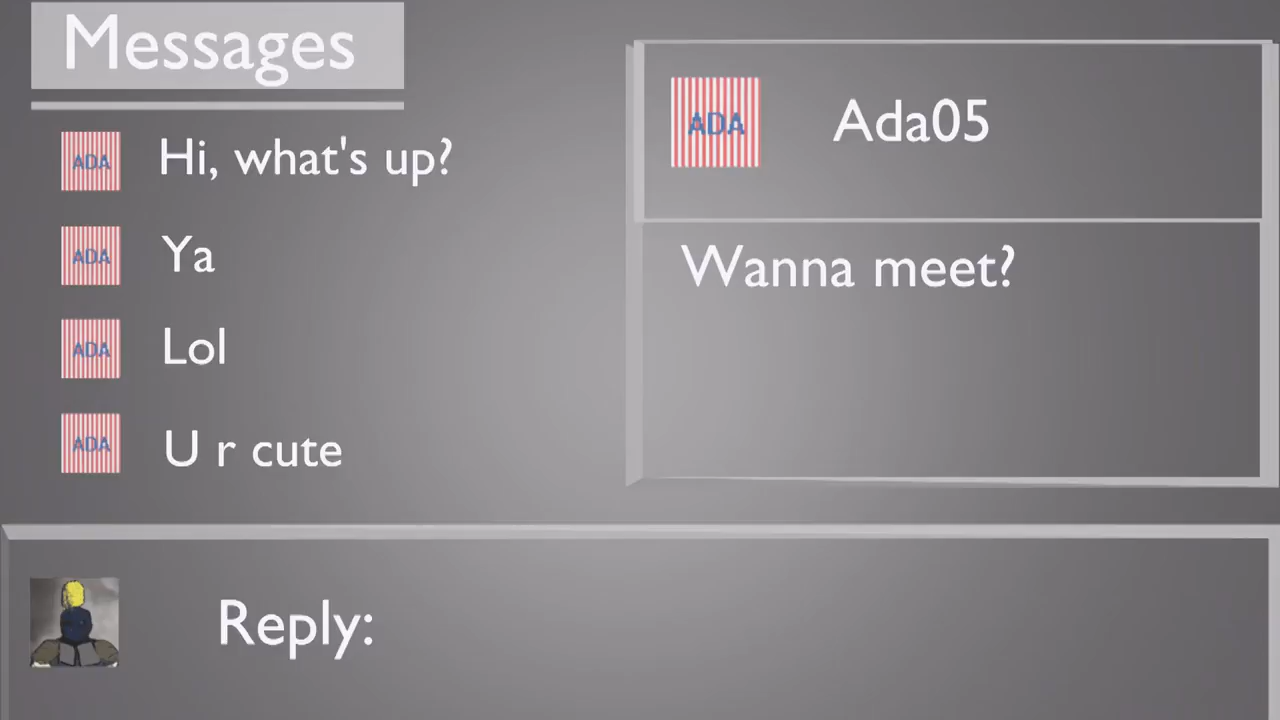 Messages
ADA Hi, what's up?
ADA Ya
ADA Lol
ADA U r cute
ADA Ada05
Wanna meet?
Reply: